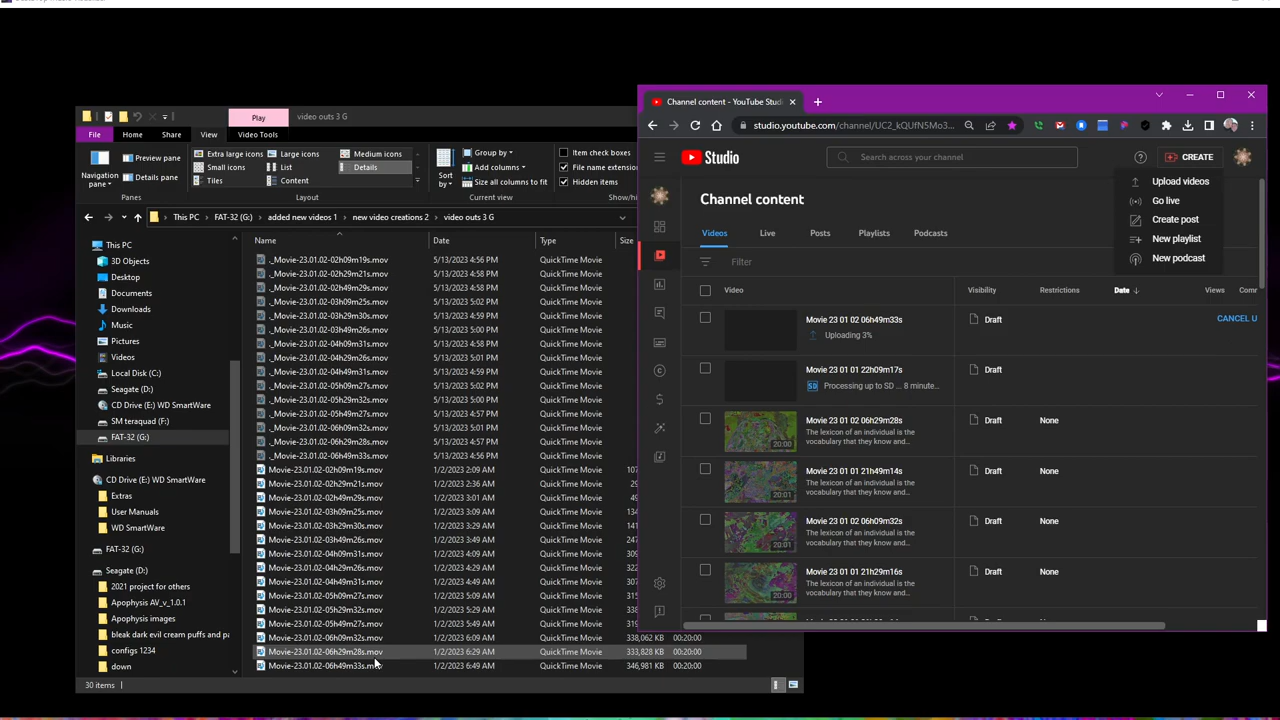 Play
video outs 3 G
File
Home
Share
View
Video Tools
Navigation
pane
Preview pane
Details pane
Panes
Extra large icons
Large icons
Medium icons
Small icons
List
Details
Tiles
Content
Layout
Sort
by
Group by
Add columns
Size all columns to fit
Current view
Item check boxes
File name extension
Hidden items
This PC
FAT-32 (G:)
added new videos 1
new video creations 2
video outs 3 G
This PC
3D Objects
Desktop
Documents
Downloads
Music
Pictures
Videos
Local Disk (C:)
Seagate (D:)
CD Drive (E:) WD SmartWare
SM teraquad (F:)
FAT-32 (G:)
Libraries
CD Drive (E:) WD SmartWare
Extras
User Manuals
WD SmartWare
FAT-32 (G:)
Seagate (D:)
2021 project for others
Apophysis AV_v_1.0.1
Apophysis images
bleak dark evil cream puffs and pa
configs 1234
down
Name Date Type Size
._Movie-23.01.02-02h09m19s.mov 5/13/2023 4:56 PM QuickTime Movie
._Movie-23.01.02-02h29m21s.mov 5/13/2023 4:56 PM QuickTime Movie
._Movie-23.01.02-02h49m29s.mov 5/13/2023 4:56 PM QuickTime Movie
._Movie-23.01.02-03h09m25s.mov 5/13/2023 5:02 PM QuickTime Movie
._Movie-23.01.02-03h29m30s.mov 5/13/2023 4:59 PM QuickTime Movie
._Movie-23.01.02-03h49m26s.mov 5/13/2023 5:00 PM QuickTime Movie
._Movie-23.01.02-04h09m31s.mov 5/13/2023 4:59 PM QuickTime Movie
._Movie-23.01.02-04h29m26s.mov 5/13/2023 5:01 PM QuickTime Movie
._Movie-23.01.02-04h49m31s.mov 5/13/2023 4:59 PM QuickTime Movie
._Movie-23.01.02-05h09m27s.mov 5/13/2023 5:02 PM QuickTime Movie
._Movie-23.01.02-05h29m32s.mov 5/13/2023 5:00 PM QuickTime Movie
._Movie-23.01.02-05h49m27s.mov 5/13/2023 4:57 PM QuickTime Movie
._Movie-23.01.02-06h09m32s.mov 5/13/2023 5:01 PM QuickTime Movie
._Movie-23.01.02-06h29m28s.mov 5/13/2023 4:57 PM QuickTime Movie
._Movie-23.01.02-06h49m33s.mov 5/13/2023 4:56 PM QuickTime Movie
Movie-23.01.02-02h09m19s.mov 1/2/2023 2:09 AM QuickTime Movie 107
Movie-23.01.02-02h29m21s.mov 1/2/2023 2:36 AM QuickTime Movie 29
Movie-23.01.02-02h49m29s.mov 1/2/2023 3:01 AM QuickTime Movie 49
Movie-23.01.02-03h09m25s.mov 1/2/2023 3:09 AM QuickTime Movie 134
Movie-23.01.02-03h29m30s.mov 1/2/2023 3:29 AM QuickTime Movie 141
Movie-23.01.02-03h49m26s.mov 1/2/2023 3:49 AM QuickTime Movie 240
Movie-23.01.02-04h09m31s.mov 1/2/2023 4:09 AM QuickTime Movie 309
Movie-23.01.02-04h29m26s.mov 1/2/2023 4:29 AM QuickTime Movie 362
Movie-23.01.02-04h49m31s.mov 1/2/2023 4:49 AM QuickTime Movie 342
Movie-23.01.02-05h09m27s.mov 1/2/2023 5:09 AM QuickTime Movie 325
Movie-23.01.02-05h29m32s.mov 1/2/2023 5:29 AM QuickTime Movie 338
Movie-23.01.02-05h49m27s.mov 1/2/2023 5:49 AM QuickTime Movie 334
Movie-23.01.02-06h09m32s.mov 1/2/2023 6:09 AM QuickTime Movie 338,062 KB 00:20:00
Movie-23.01.02-06h29m28s.mov 1/2/2023 6:29 AM QuickTime Movie 333,828 KB 00:20:00
Movie-23.01.02-06h49m33s.mov 1/2/2023 6:49 AM QuickTime Movie 346,981 KB 00:20:00
30 items
Channel content - YouTube Studi
studio.youtube.com/channel/UC2_kQUfN5Mo3...
Studio
Search across your channel
CREATE
Upload videos
Go live
Create post
New playlist
New podcast
Channel content
Videos
Live
Posts
Playlists
Podcasts
Filter
Video Visibility Restrictions Date Views Comm
Movie 23 01 02 06h49m33s
Uploading 3%
Draft
CANCEL U
Movie 23 01 01 22h09m17s
SD Processing up to SD ... 8 minute...
Draft
20:00
Movie 23 01 02 06h29m28s
The lexicon of an individual is the
vocabulary that they know and...
Draft
None
20:01
Movie 23 01 01 21h49m14s
The lexicon of an individual is the
vocabulary that they know and...
Draft
None
20:01
Movie 23 01 02 06h09m32s
The lexicon of an individual is the
vocabulary that they know and...
Draft
None
20:00
Movie 23 01 01 21h29m16s
The lexicon of an individual is the
vocabulary that they know and...
Draft
None